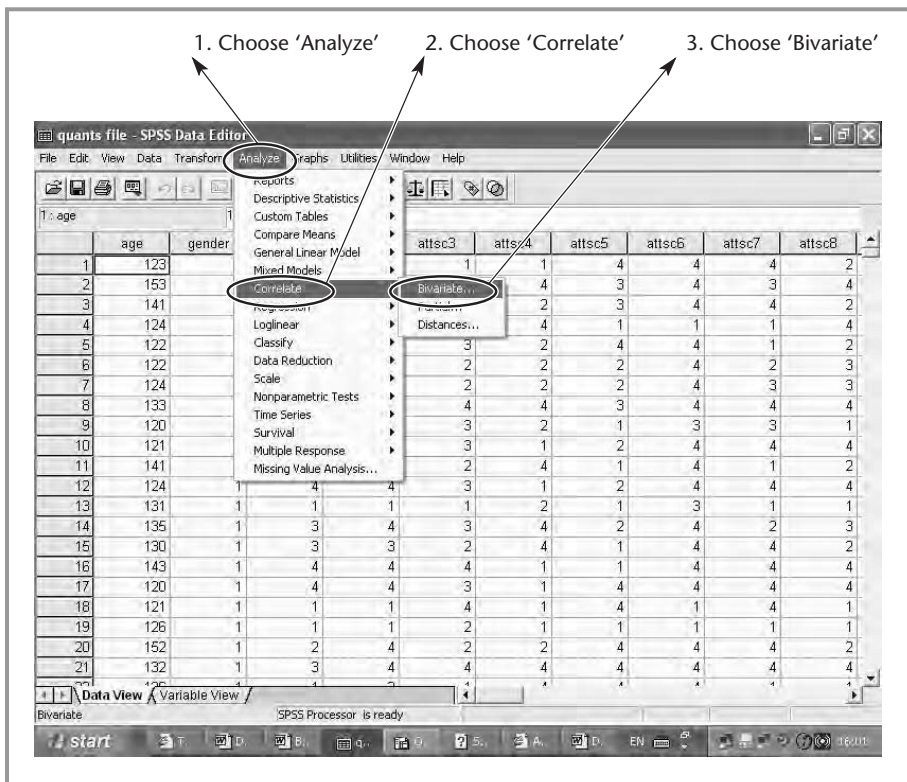 1. Choose ‘Analyze’ 2. Choose ‘Correlate’ 3. Choose ‘Bivariate’
quants file - SPSS Data Editor
File Edit View Data Transform Analyze Graphs Utilities Window Help
1 : age
Reports
Descriptive Statistics
Custom Tables
Compare Means
General Linear Model
Mixed Models
Correlate
Regression
Loglinear
Classify
Data Reduction
Scale
Nonparametric Tests
Time Series
Survival
Multiple Response
Missing Value Analysis...
Bivariate...
Partial...
Distances...
age gender attsc3 attsc4 attsc5 attsc6 attsc7 attsc8
1 123 1 1 4 4 4 2
2 153 4 3 4 3 4
3 141 2 3 4 4 2
4 124 4 1 1 1 4
5 122 3 2 4 4 1 2
6 122 2 2 2 4 2 3
7 124 2 2 2 4 3 3
8 133 4 4 3 4 4 4
9 120 3 2 1 3 3 1
10 121 3 1 2 4 4 4
11 141 2 4 1 4 1 2
12 124 1 4 4 3 1 2 4 4 4
13 131 1 1 1 1 2 1 3 1 1
14 135 1 3 4 3 4 2 4 2 3
15 130 1 3 3 2 4 1 4 4 2
16 143 1 4 4 4 1 1 4 4 4
17 120 1 4 4 3 1 4 4 4 4
18 121 1 1 1 4 1 4 1 4 1
19 126 1 1 1 2 1 1 1 1 1
20 152 1 2 4 2 2 4 4 4 2
21 132 1 3 4 4 4 4 4 4 4
Data View Variable View
Bivariate SPSS Processor is ready
start T. D. B.. q.. S.. A.. D. EN 16:01